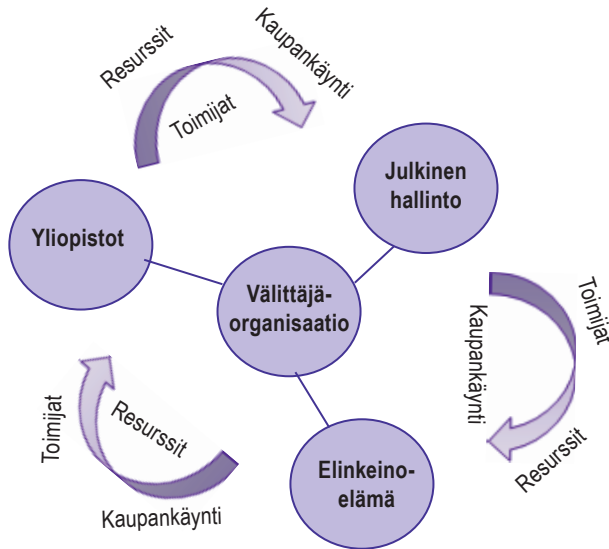 Resurssit
Kaupankäynti
Toimijat
Julkinen
hallinto
Yliopistot
Välittäjä-
organisaatio
Toimijat
Kaupankäynti
Resurssit
Toimijat
Resurssit
Kaupankäynti
Elinkeino-
elämä